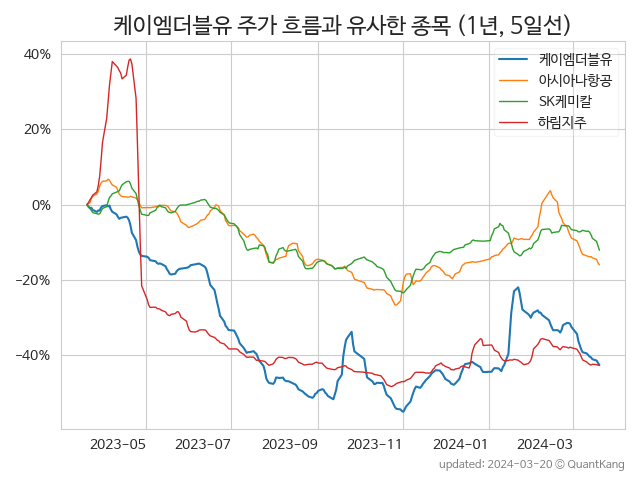 케이엠더블유 주가 흐름과 유사한 종목 (1년, 5일선)
케이엠더블유
아시아나항공
SK케미칼
하림지주
40%
20%
0%
−20%
−40%
2023-05 2023-07 2023-09 2023-11 2024-01 2024-03
updated: 2024-03-20 © QuantKang